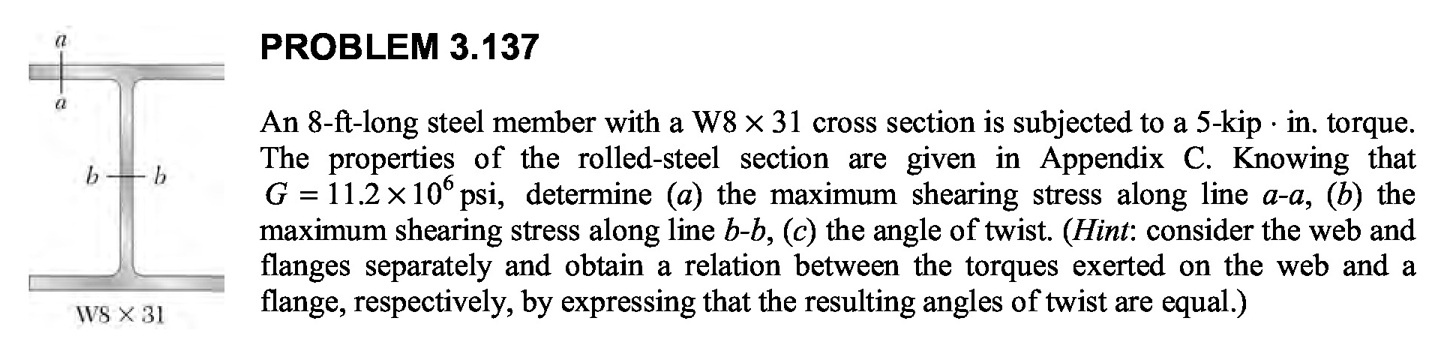 a
PROBLEM 3.137
a
An 8-ft-long steel member with a W8 × 31 cross section is subjected to a 5-kip · in. torque.
The properties of the rolled-steel section are given in Appendix C. Knowing that
b b
G = 11.2 × 10⁶ psi, determine (a) the maximum shearing stress along line a-a, (b) the
maximum shearing stress along line b-b, (c) the angle of twist. (Hint: consider the web and
flanges separately and obtain a relation between the torques exerted on the web and a
flange, respectively, by expressing that the resulting angles of twist are equal.)
W8 × 31